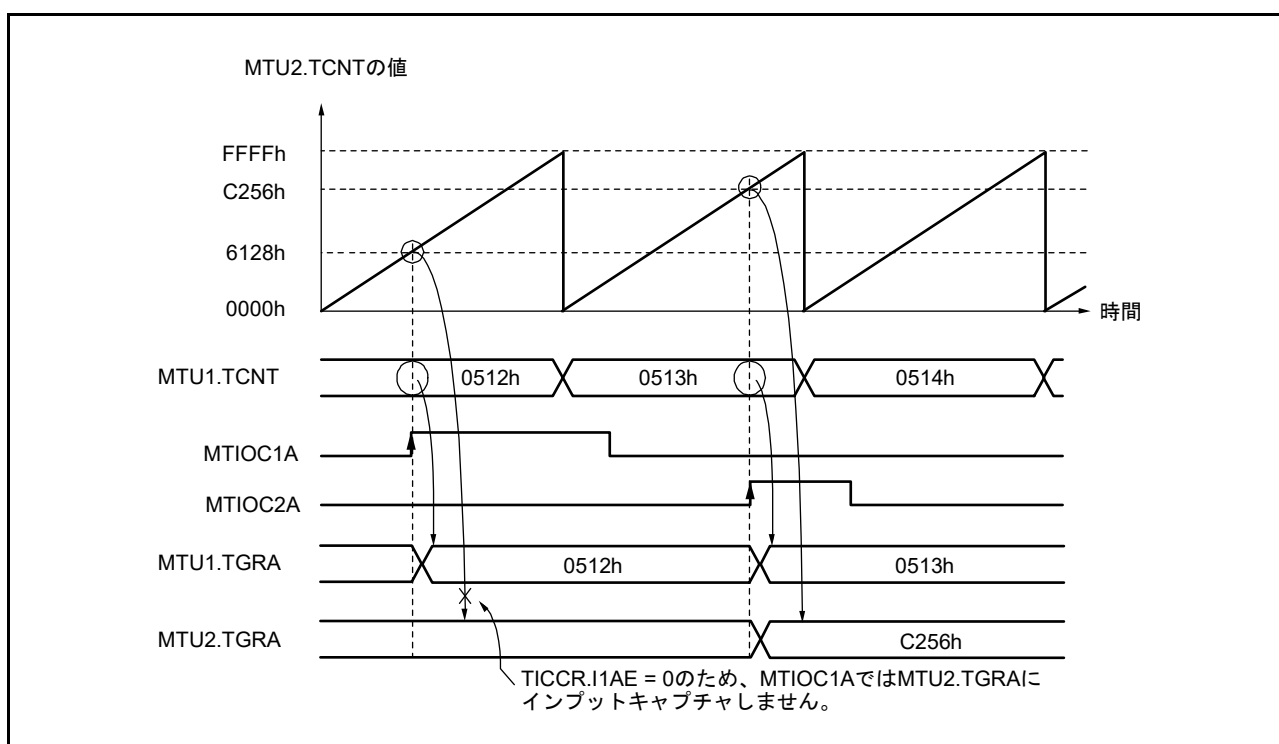 MTU2.TCNTの値
FFFFh
C256h
6128h
0000h
時間
MTU1.TCNT
0512h
0513h
0514h
MTIOC1A
MTIOC2A
MTU1.TGRA
0512h
0513h
MTU2.TGRA
C256h
TICCR.I1AE = 0のため、MTIOC1AではMTU2.TGRAに
インプットキャプチャしません。